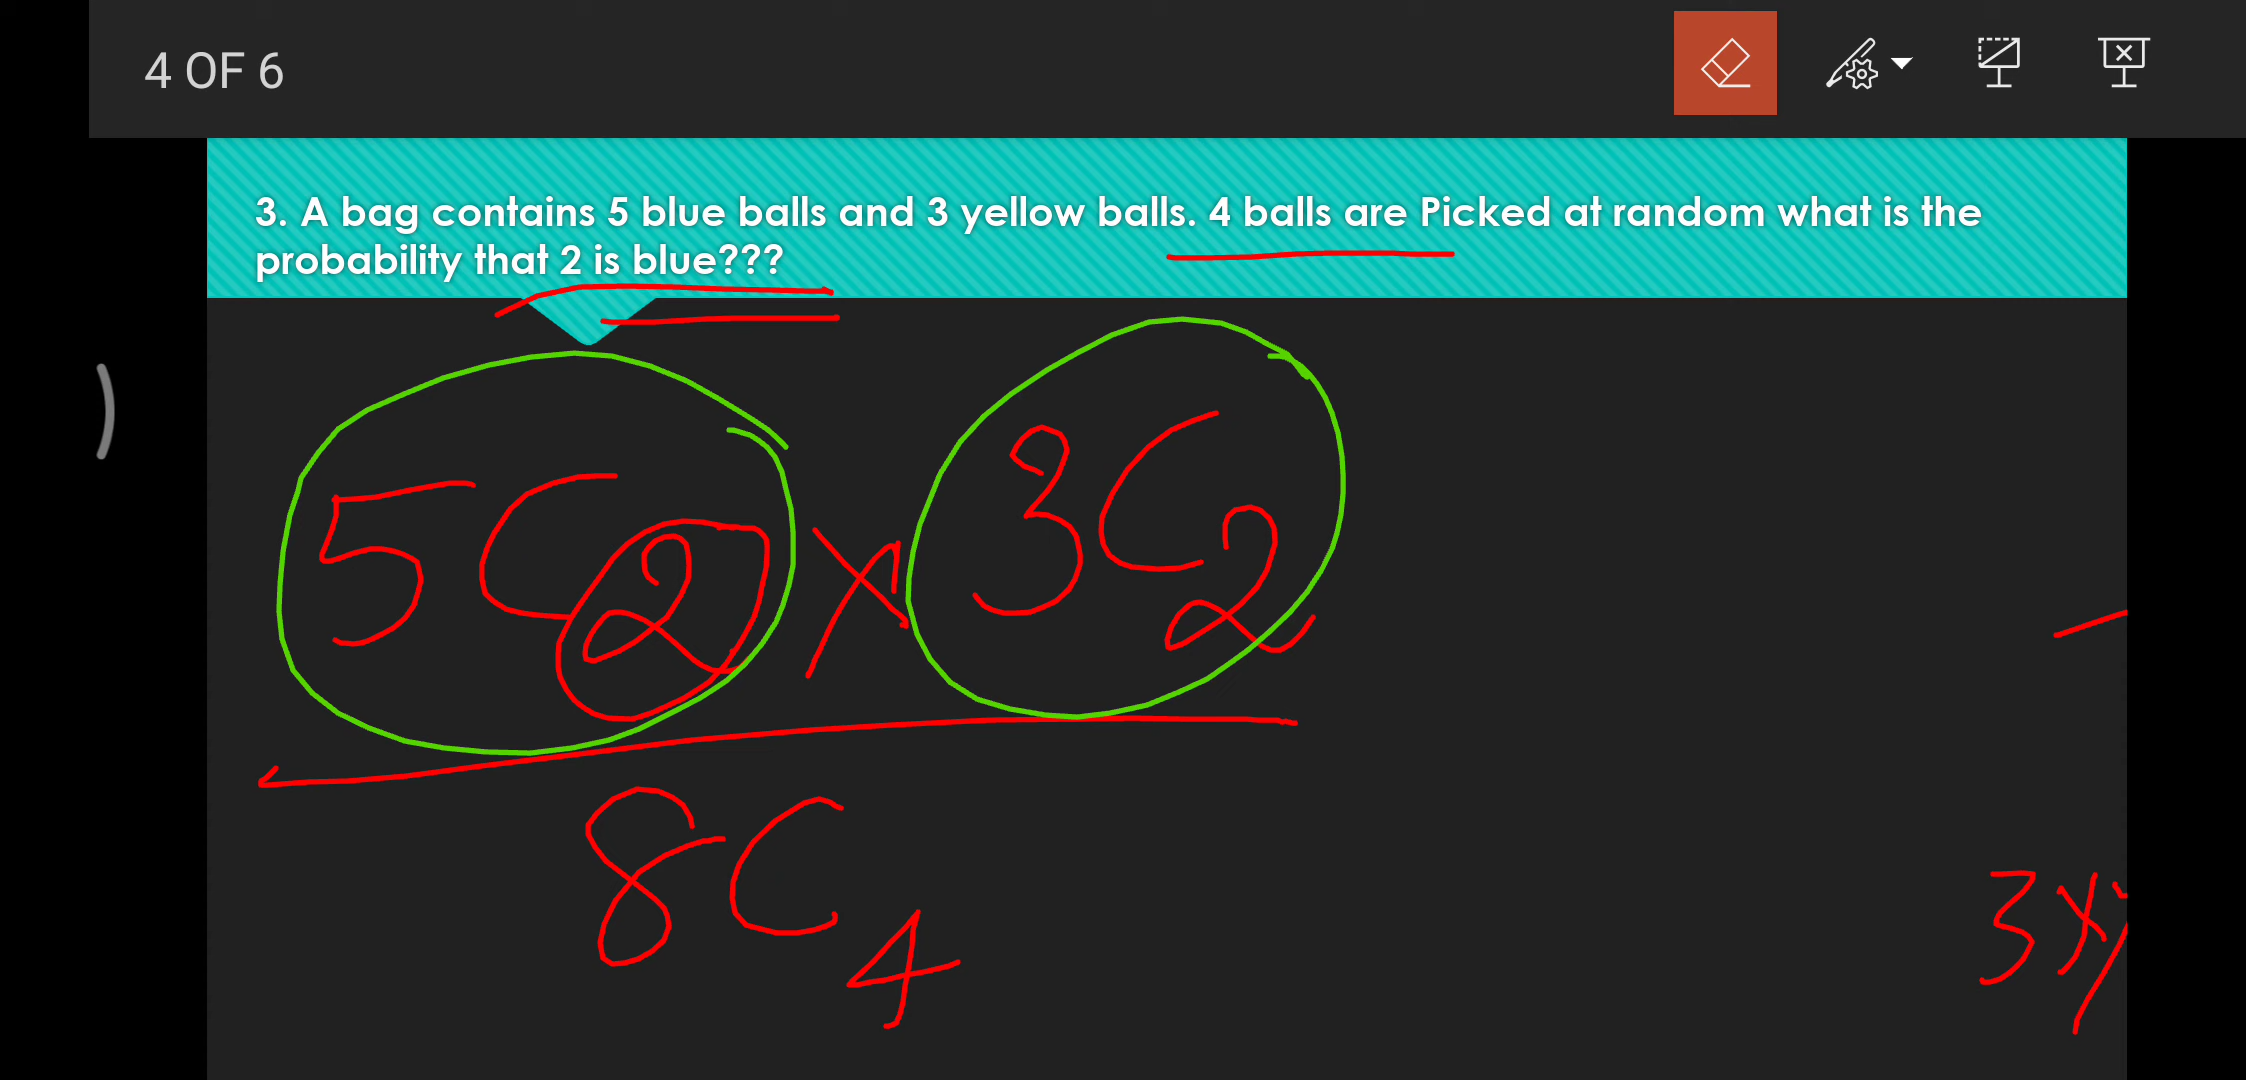 4 OF 6
3. A bag contains 5 blue balls and 3 yellow balls. 4 balls are Picked at random what is the
probability that 2 is blue???
5C2 x 3C2
8C4
3x